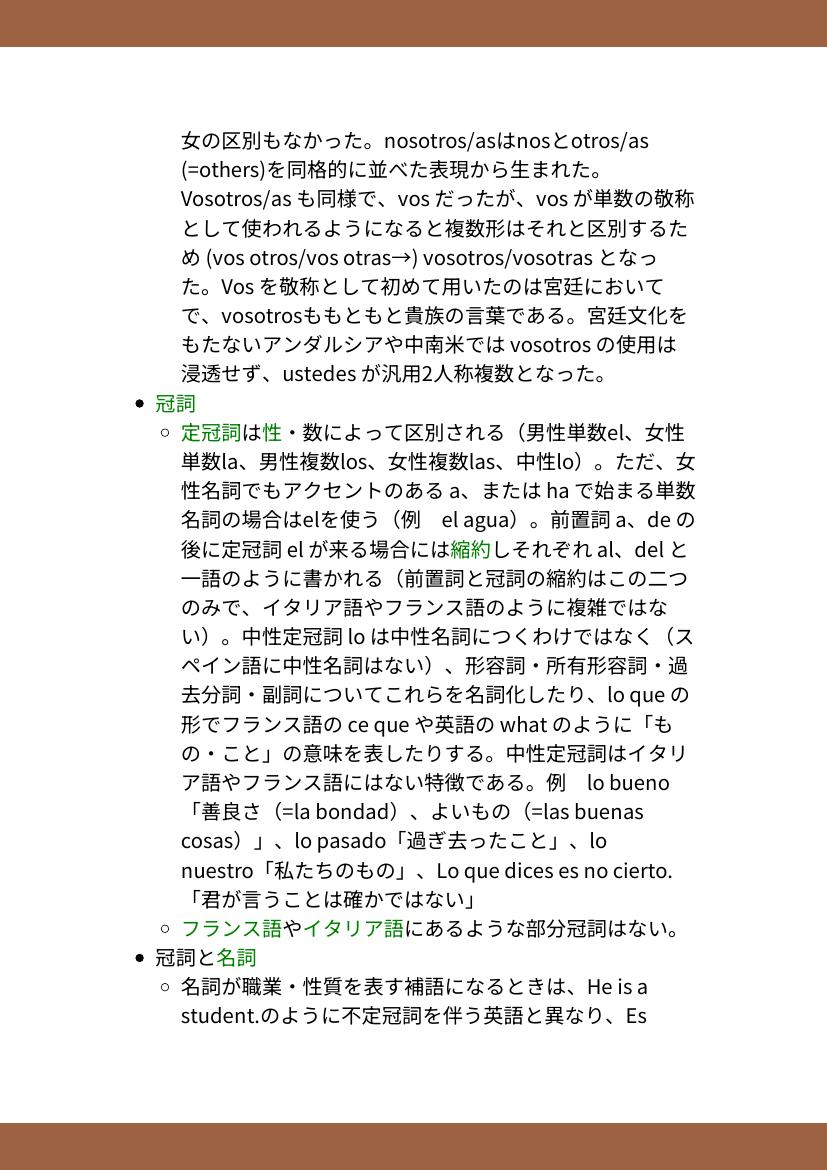 女の区別もなかった。nosotros/asはnosとotros/as
(=others)を同格的に並べた表現から生まれた。
Vosotros/as も同様で、vos だったが、vos が単数の敬称
として使われるようになると複数形はそれと区別するた
め (vos otros/vos otras→) vosotros/vosotras となっ
た。Vos を敬称として初めて用いたのは宮廷において
で、vosotrosももともと貴族の言葉である。宮廷文化を
もたないアンダルシアや中南米では vosotros の使用は
浸透せず、ustedes が汎用2人称複数となった。
• 冠詞
◦ 定冠詞は性・数によって区別される（男性単数el、女性
単数la、男性複数los、女性複数las、中性lo）。ただ、女
性名詞でもアクセントのある a、または ha で始まる単数
名詞の場合はelを使う（例　el agua）。前置詞 a、de の
後に定冠詞 el が来る場合には縮約しそれぞれ al、del と
一語のように書かれる（前置詞と冠詞の縮約はこの二つ
のみで、イタリア語やフランス語のように複雑ではな
い）。中性定冠詞 lo は中性名詞につくわけではなく（ス
ペイン語に中性名詞はない）、形容詞・所有形容詞・過
去分詞・副詞についてこれらを名詞化したり、lo que の
形でフランス語の ce que や英語の what のように「も
の・こと」の意味を表したりする。中性定冠詞はイタリ
ア語やフランス語にはない特徴である。例　lo bueno
「善良さ（=la bondad）、よいもの（=las buenas
cosas）」、lo pasado「過ぎ去ったこと」、lo
nuestro「私たちのもの」、Lo que dices es no cierto.
「君が言うことは確かではない」
◦ フランス語やイタリア語にあるような部分冠詞はない。
• 冠詞と名詞
◦ 名詞が職業・性質を表す補語になるときは、He is a
student.のように不定冠詞を伴う英語と異なり、Es